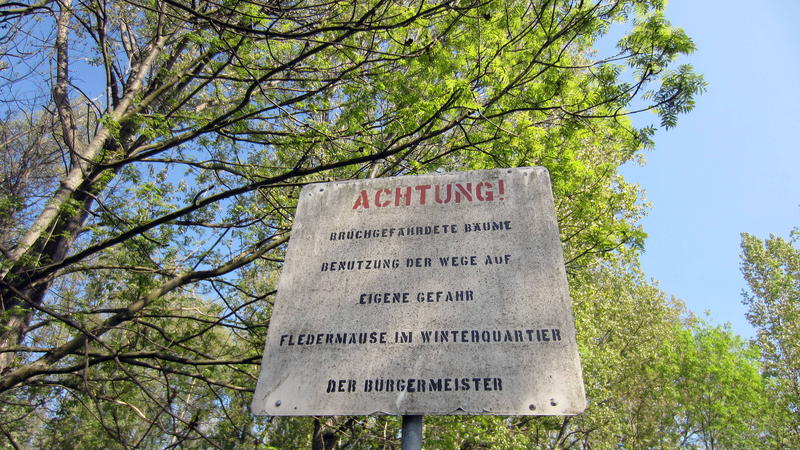 ACHTUNG!
BRUCHGEFÄHRDETE BÄUME
BENUTZUNG DER WEGE AUF
EIGENE GEFAHR
FLEDERMÄUSE IM WINTERQUARTIER
DER BÜRGERMEISTER